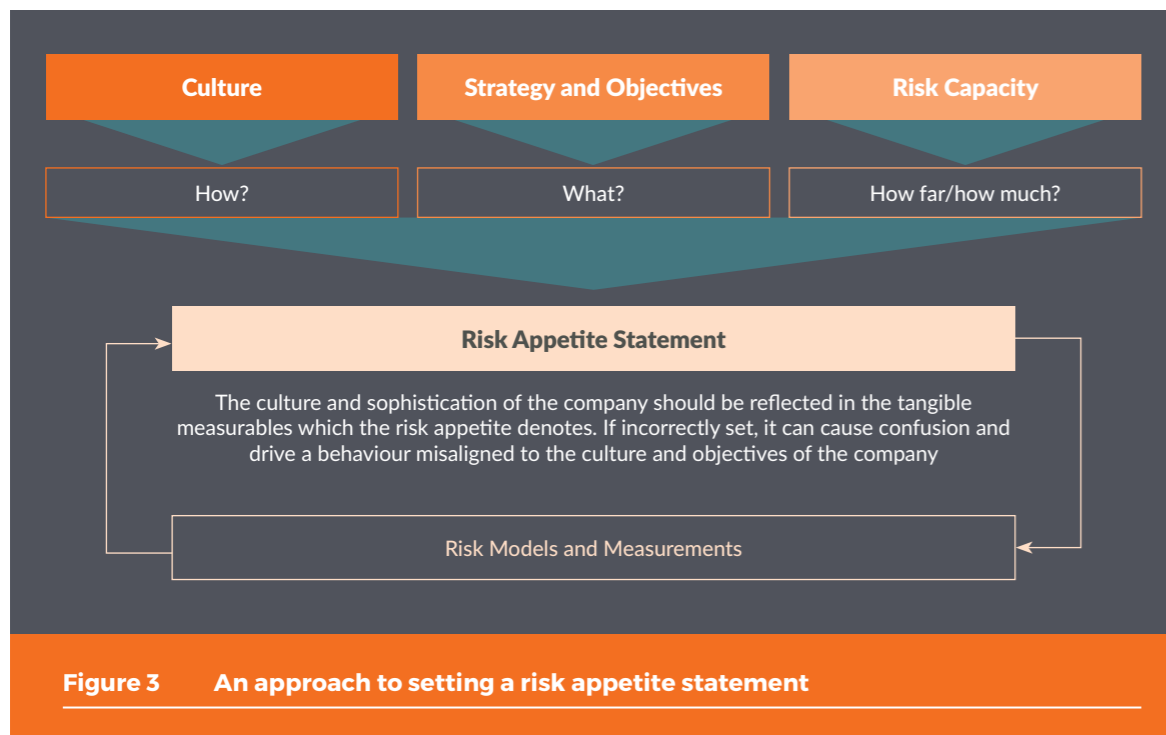 Culture
Strategy and Objectives
Risk Capacity
How?
What?
How far/how much?
Risk Appetite Statement
The culture and sophistication of the company should be reflected in the tangible
measurables which the risk appetite denotes. If incorrectly set, it can cause confusion and
drive a behaviour misaligned to the culture and objectives of the company
Risk Models and Measurements
Figure 3 An approach to setting a risk appetite statement